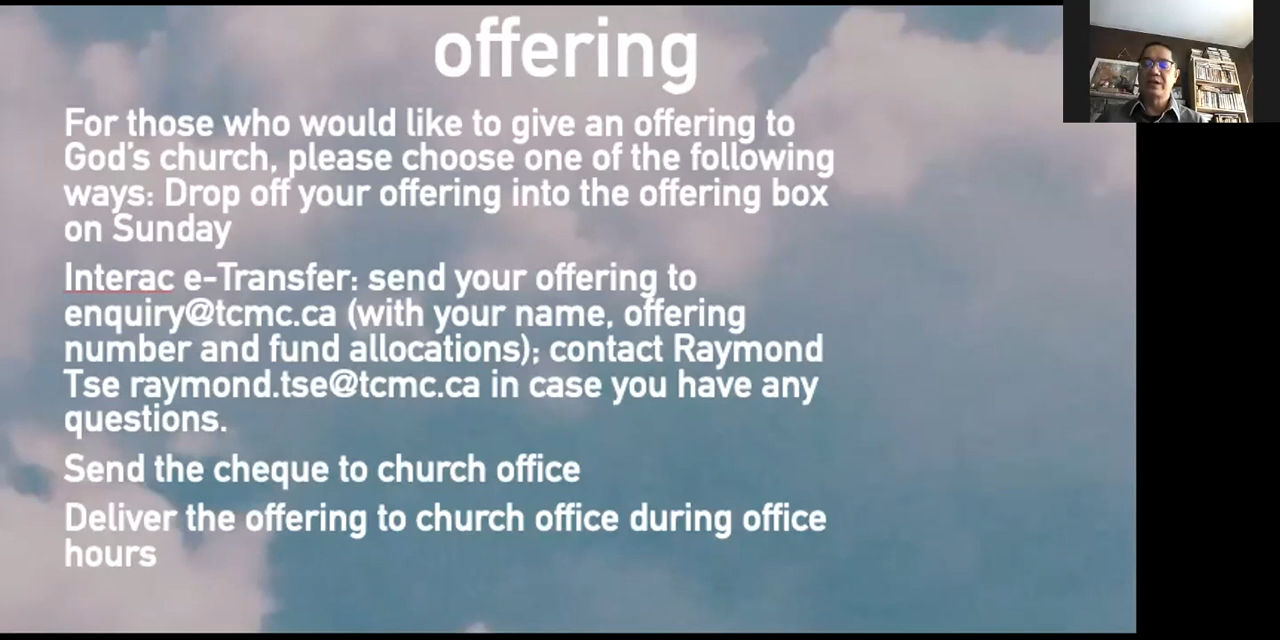 offering
For those who would like to give an offering to
God's church, please choose one of the following
ways: Drop off your offering into the offering box
on Sunday
Interac e-Transfer: send your offering to
enquiry@tcmc.ca (with your name, offering
number and fund allocations); contact Raymond
Tse raymond.tse@tcmc.ca in case you have any
questions.
Send the cheque to church office
Deliver the offering to church office during office
hours